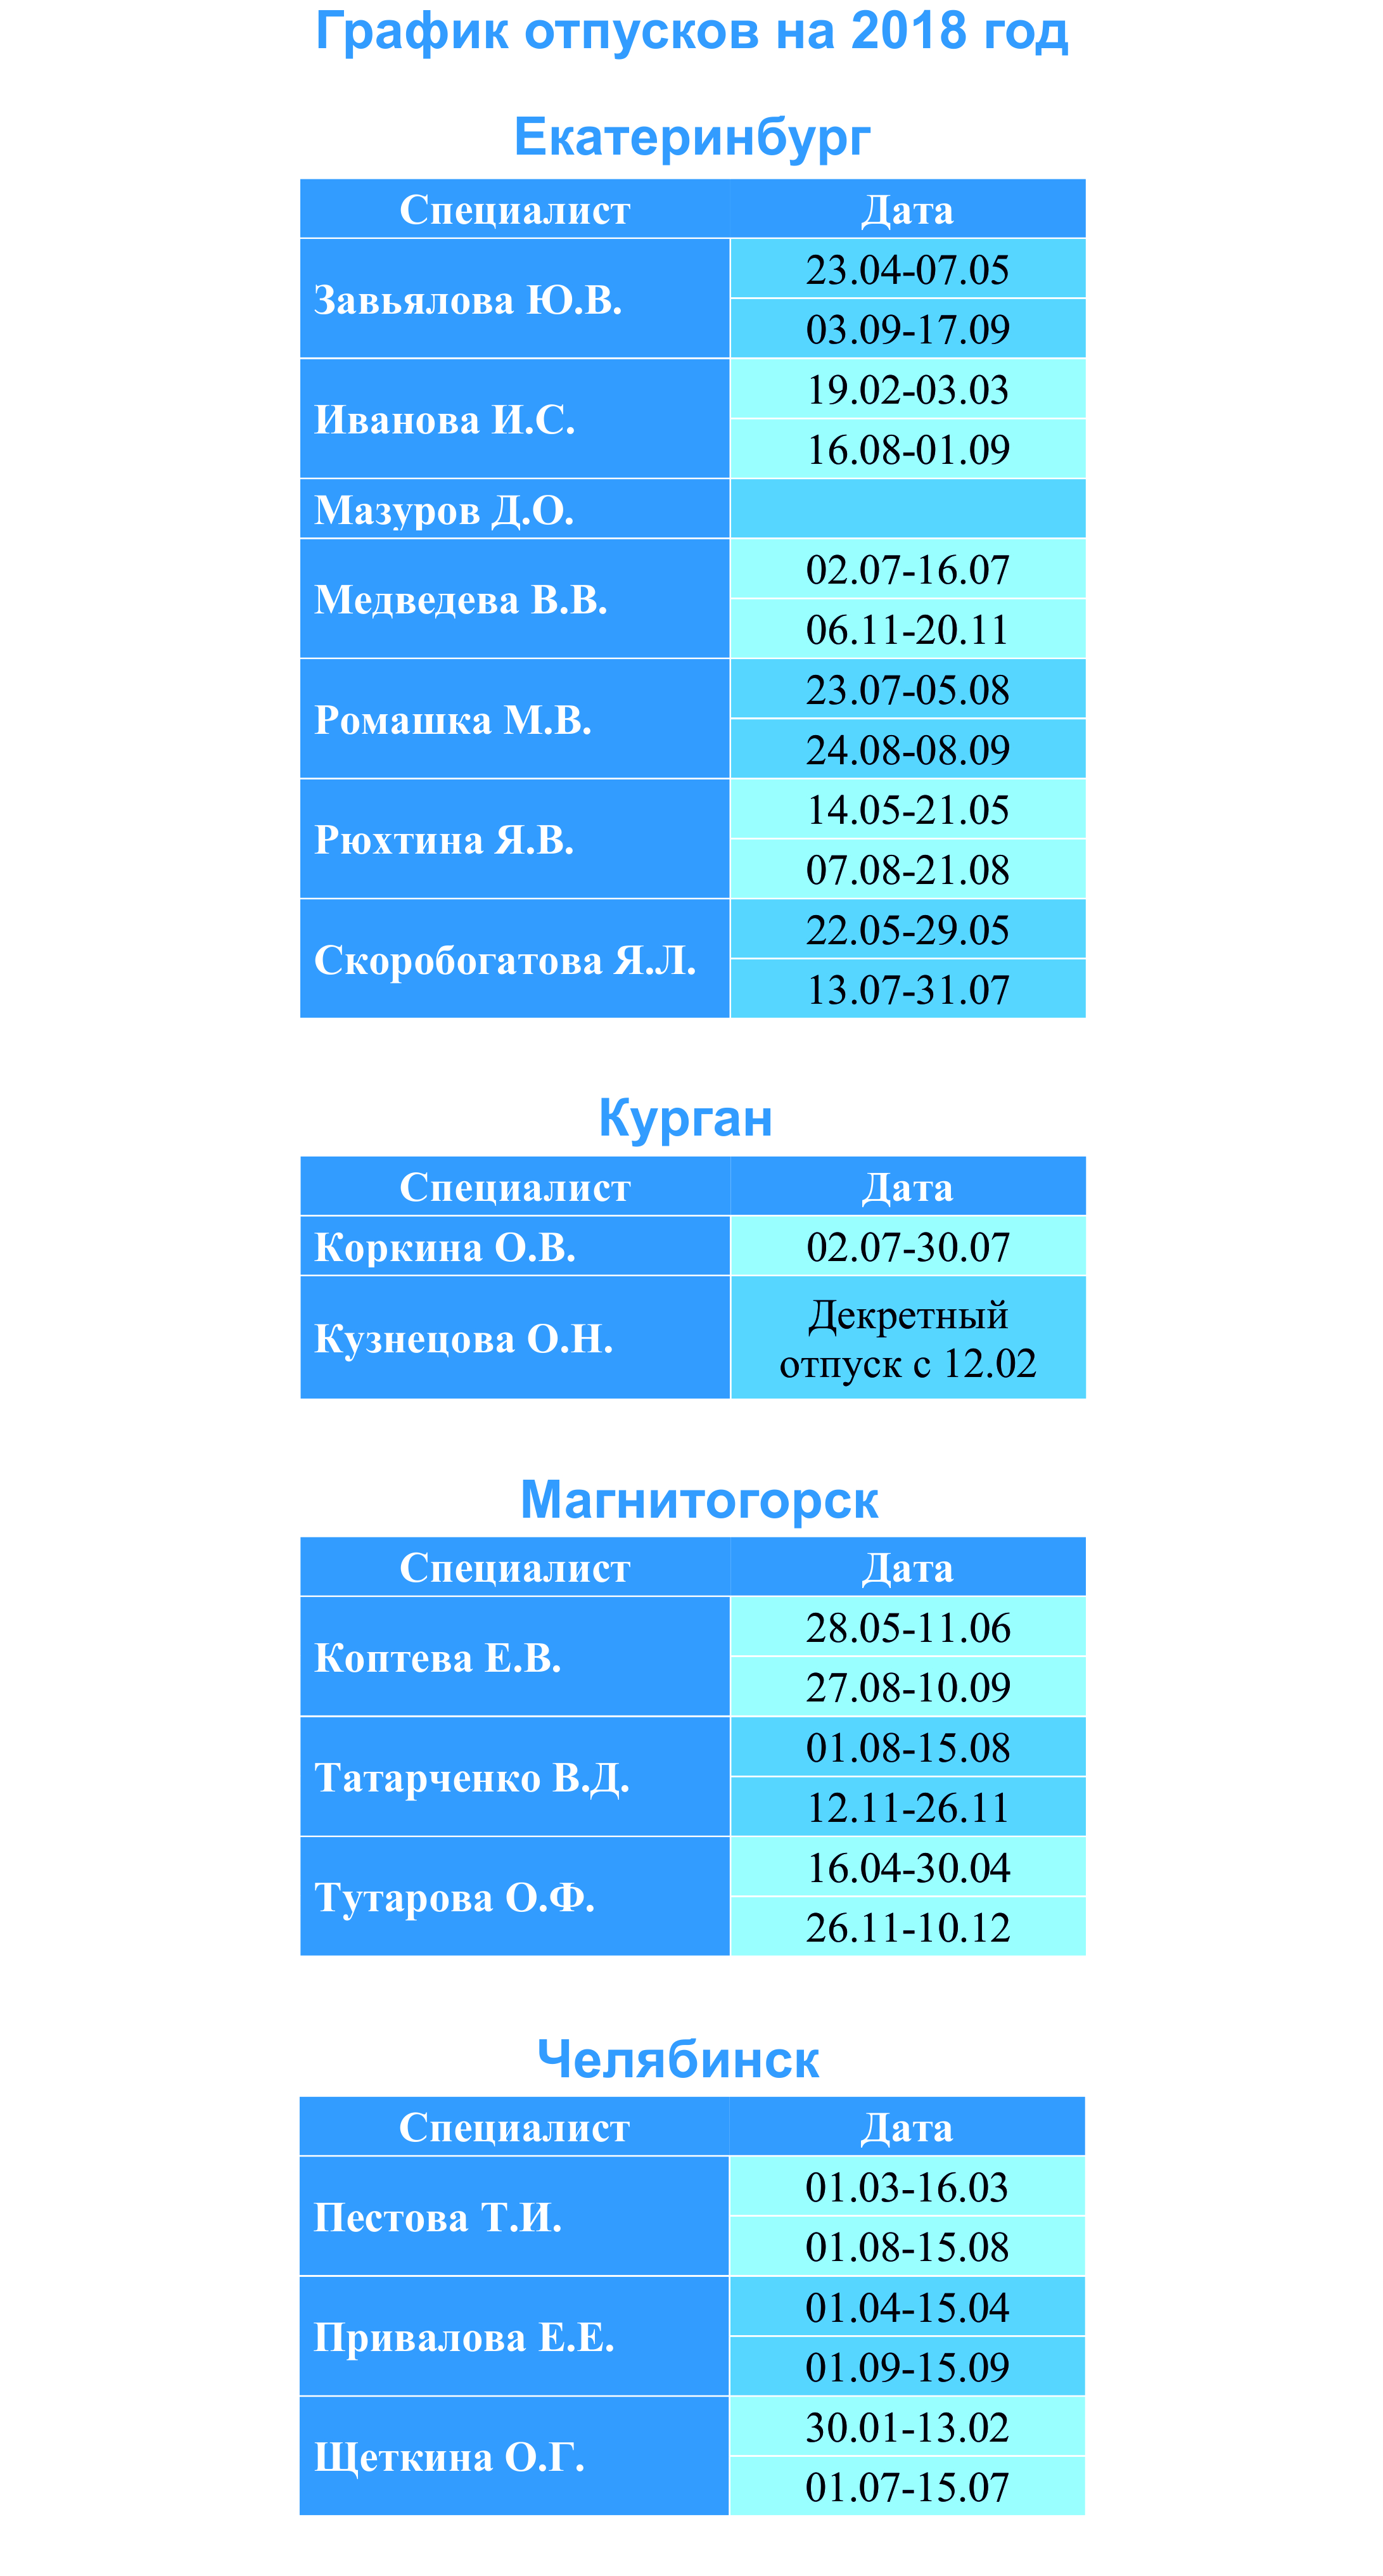 График отпусков на 2018 год
Екатеринбург
Специалист Дата
Завьялова Ю.В.
23.04-07.05
03.09-17.09
Иванова И.С.
19.02-03.03
16.08-01.09
Мазуров Д.О.
Медведева В.В.
02.07-16.07
06.11-20.11
Ромашка М.В.
23.07-05.08
24.08-08.09
Рюхтина Я.В.
14.05-21.05
07.08-21.08
Скоробогатова Я.Л.
22.05-29.05
13.07-31.07
Курган
Специалист Дата
Коркина О.В. 02.07-30.07
Кузнецова О.Н.
Декретный
отпуск с 12.02
Магнитогорск
Специалист Дата
Коптева Е.В.
28.05-11.06
27.08-10.09
Татарченко В.Д.
01.08-15.08
12.11-26.11
Тутарова О.Ф.
16.04-30.04
26.11-10.12
Челябинск
Специалист Дата
Пестова Т.И.
01.03-16.03
01.08-15.08
Привалова Е.Е.
01.04-15.04
01.09-15.09
Щеткина О.Г.
30.01-13.02
01.07-15.07